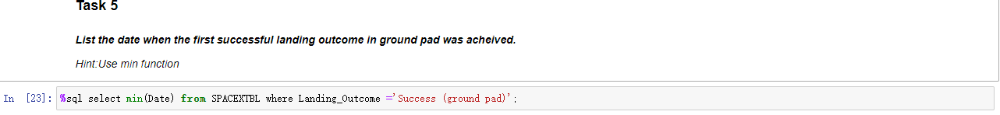 Task 5
List the date when the first successful landing outcome in ground pad was acheived.
Hint:Use min function
In [23]: %sql select min(Date) from SPACEXTBL where Landing_Outcome ='Success (ground pad)';